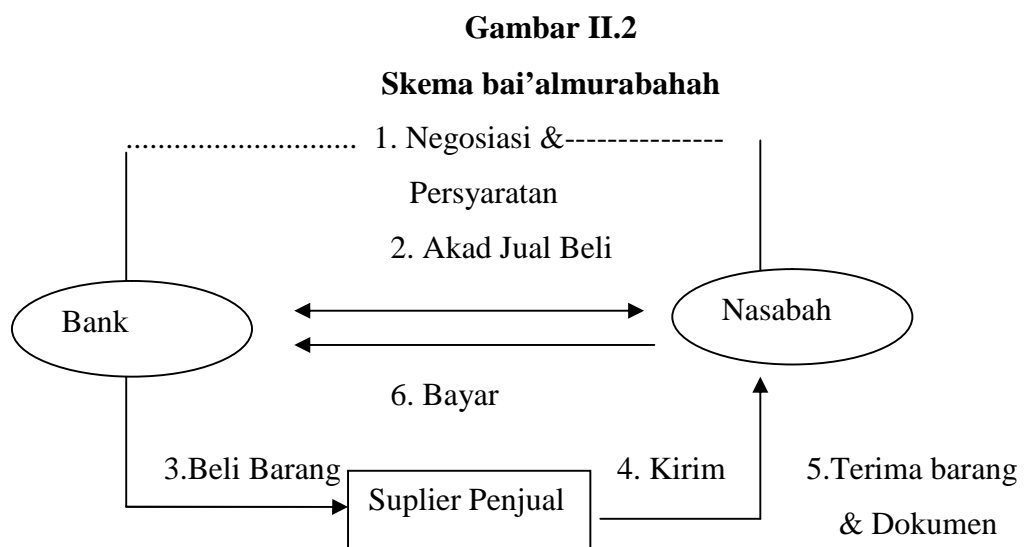 Gambar II.2
Skema bai’almurabahah
............................ 1. Negosiasi &---------------
Persyaratan
2. Akad Jual Beli
Bank
Nasabah
6. Bayar
3.Beli Barang
4. Kirim
5.Terima barang
& Dokumen
Suplier Penjual